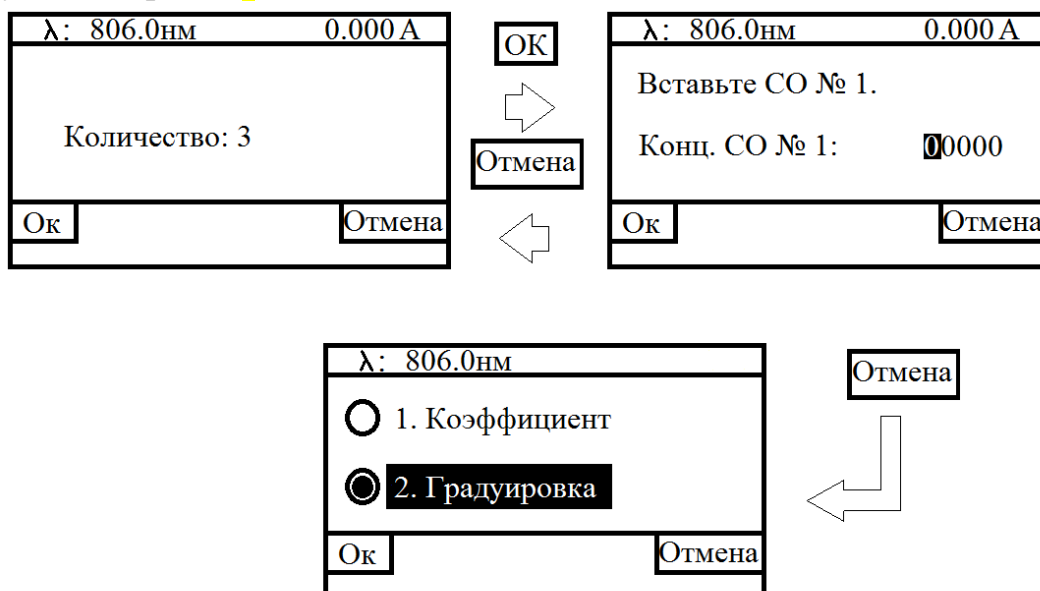 λ: 806.0нм 0.000 A
Количество: 3
Ок Отмена
ОК
Отмена
λ: 806.0нм 0.000 A
Вставьте СО № 1.
Конц. СО № 1: 00000
Ок Отмена
λ: 806.0нм
1. Коэффициент
2. Градуировка
Ок Отмена
Отмена